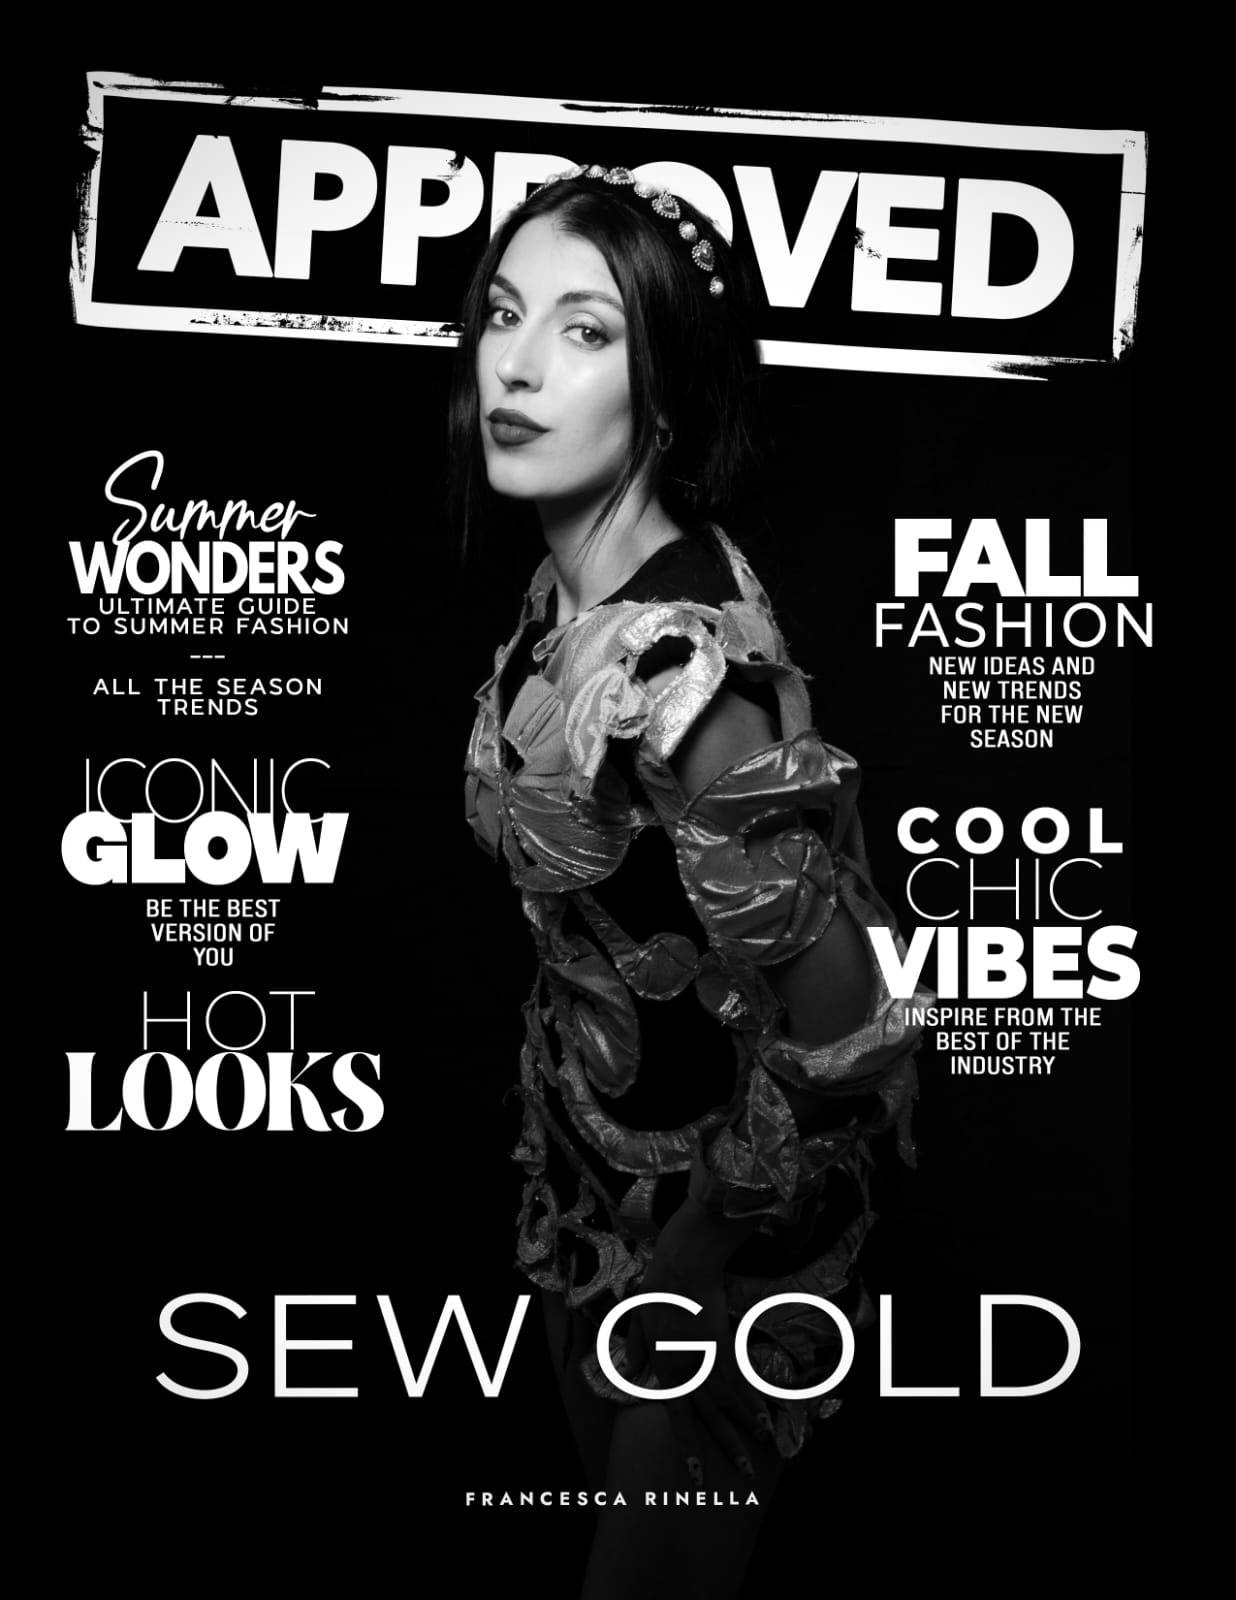 APPROVED
Summer
WONDERS
ULTIMATE GUIDE
TO SUMMER FASHION
---
ALL THE SEASON
TRENDS
ICONIC
GLOW
BE THE BEST
VERSION OF
YOU
HOT
LOOKS
FALL
FASHION
NEW IDEAS AND
NEW TRENDS
FOR THE NEW
SEASON
COOL
CHIC
VIBES
INSPIRE FROM THE
BEST OF THE
INDUSTRY
SEW GOLD
FRANCESCA RINELLA